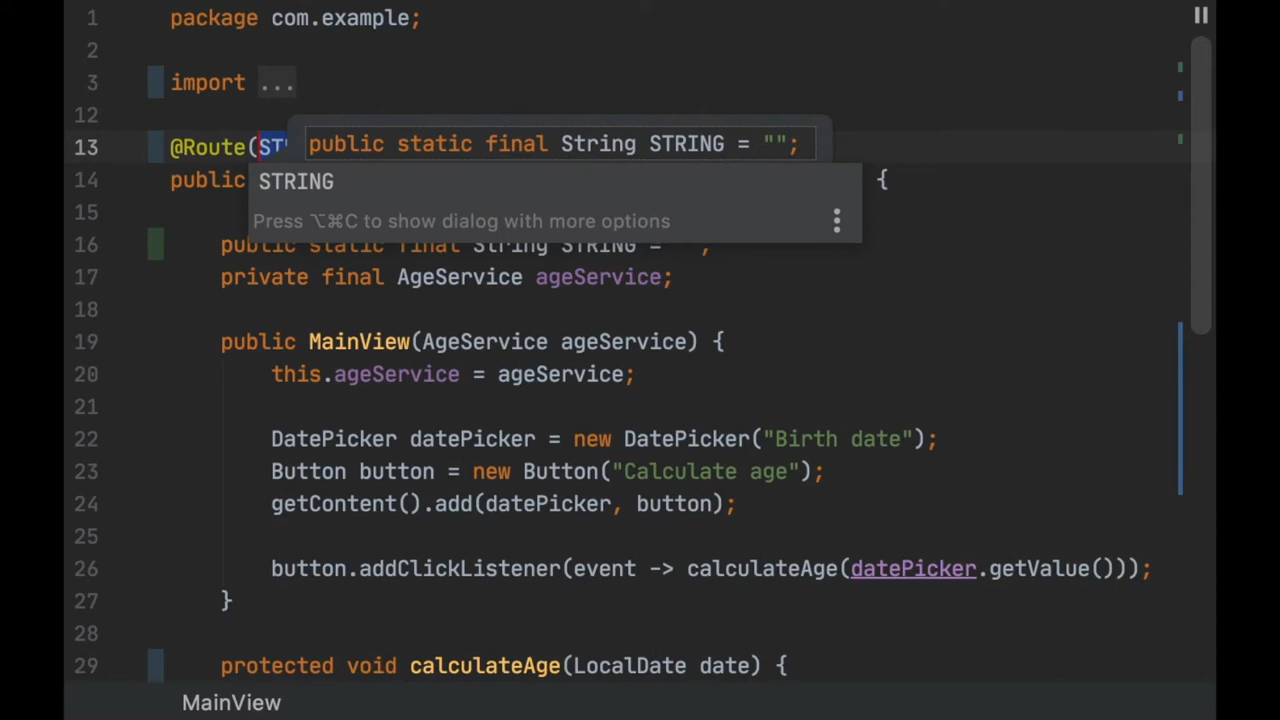 1 package com.example;
2
3 import ...
12
13 @Route(ST public static final String STRING = "";
14 public {
STRING
15
Press ⌥⌘C to show dialog with more options
16 public static final String STRING = ;
17 private final AgeService ageService;
18
19 public MainView(AgeService ageService) {
20 this.ageService = ageService;
21
22 DatePicker datePicker = new DatePicker("Birth date");
23 Button button = new Button("Calculate age");
24 getContent().add(datePicker, button);
25
26 button.addClickListener(event -> calculateAge(datePicker.getValue()));
27 }
28
29 protected void calculateAge(LocalDate date) {
MainView